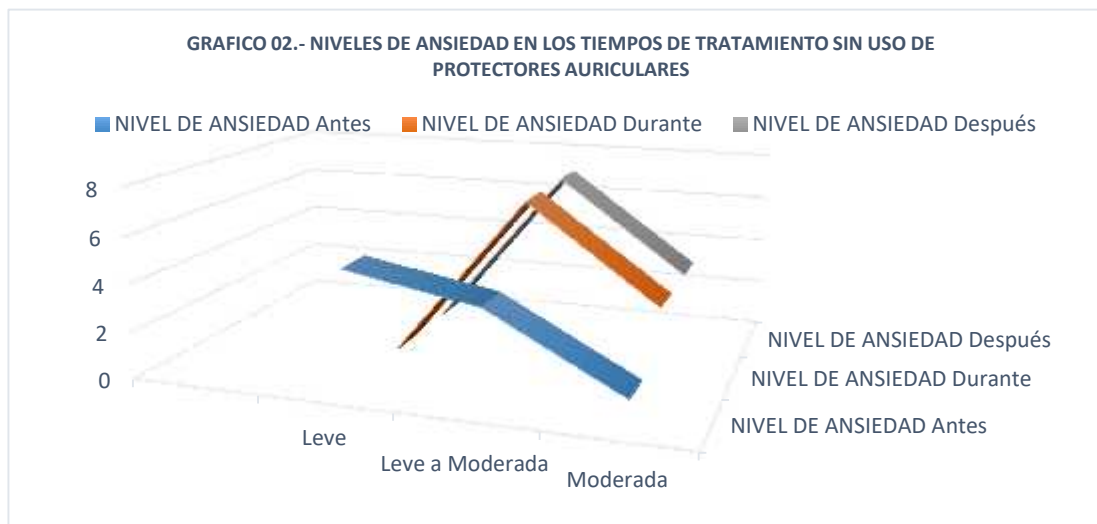 GRAFICO 02.- NIVELES DE ANSIEDAD EN LOS TIEMPOS DE TRATAMIENTO SIN USO DE
PROTECTORES AURICULARES
NIVEL DE ANSIEDAD Antes NIVEL DE ANSIEDAD Durante NIVEL DE ANSIEDAD Después
8
6
4
2
0
NIVEL DE ANSIEDAD Después
NIVEL DE ANSIEDAD Durante
NIVEL DE ANSIEDAD Antes
Leve
Leve a Moderada
Moderada